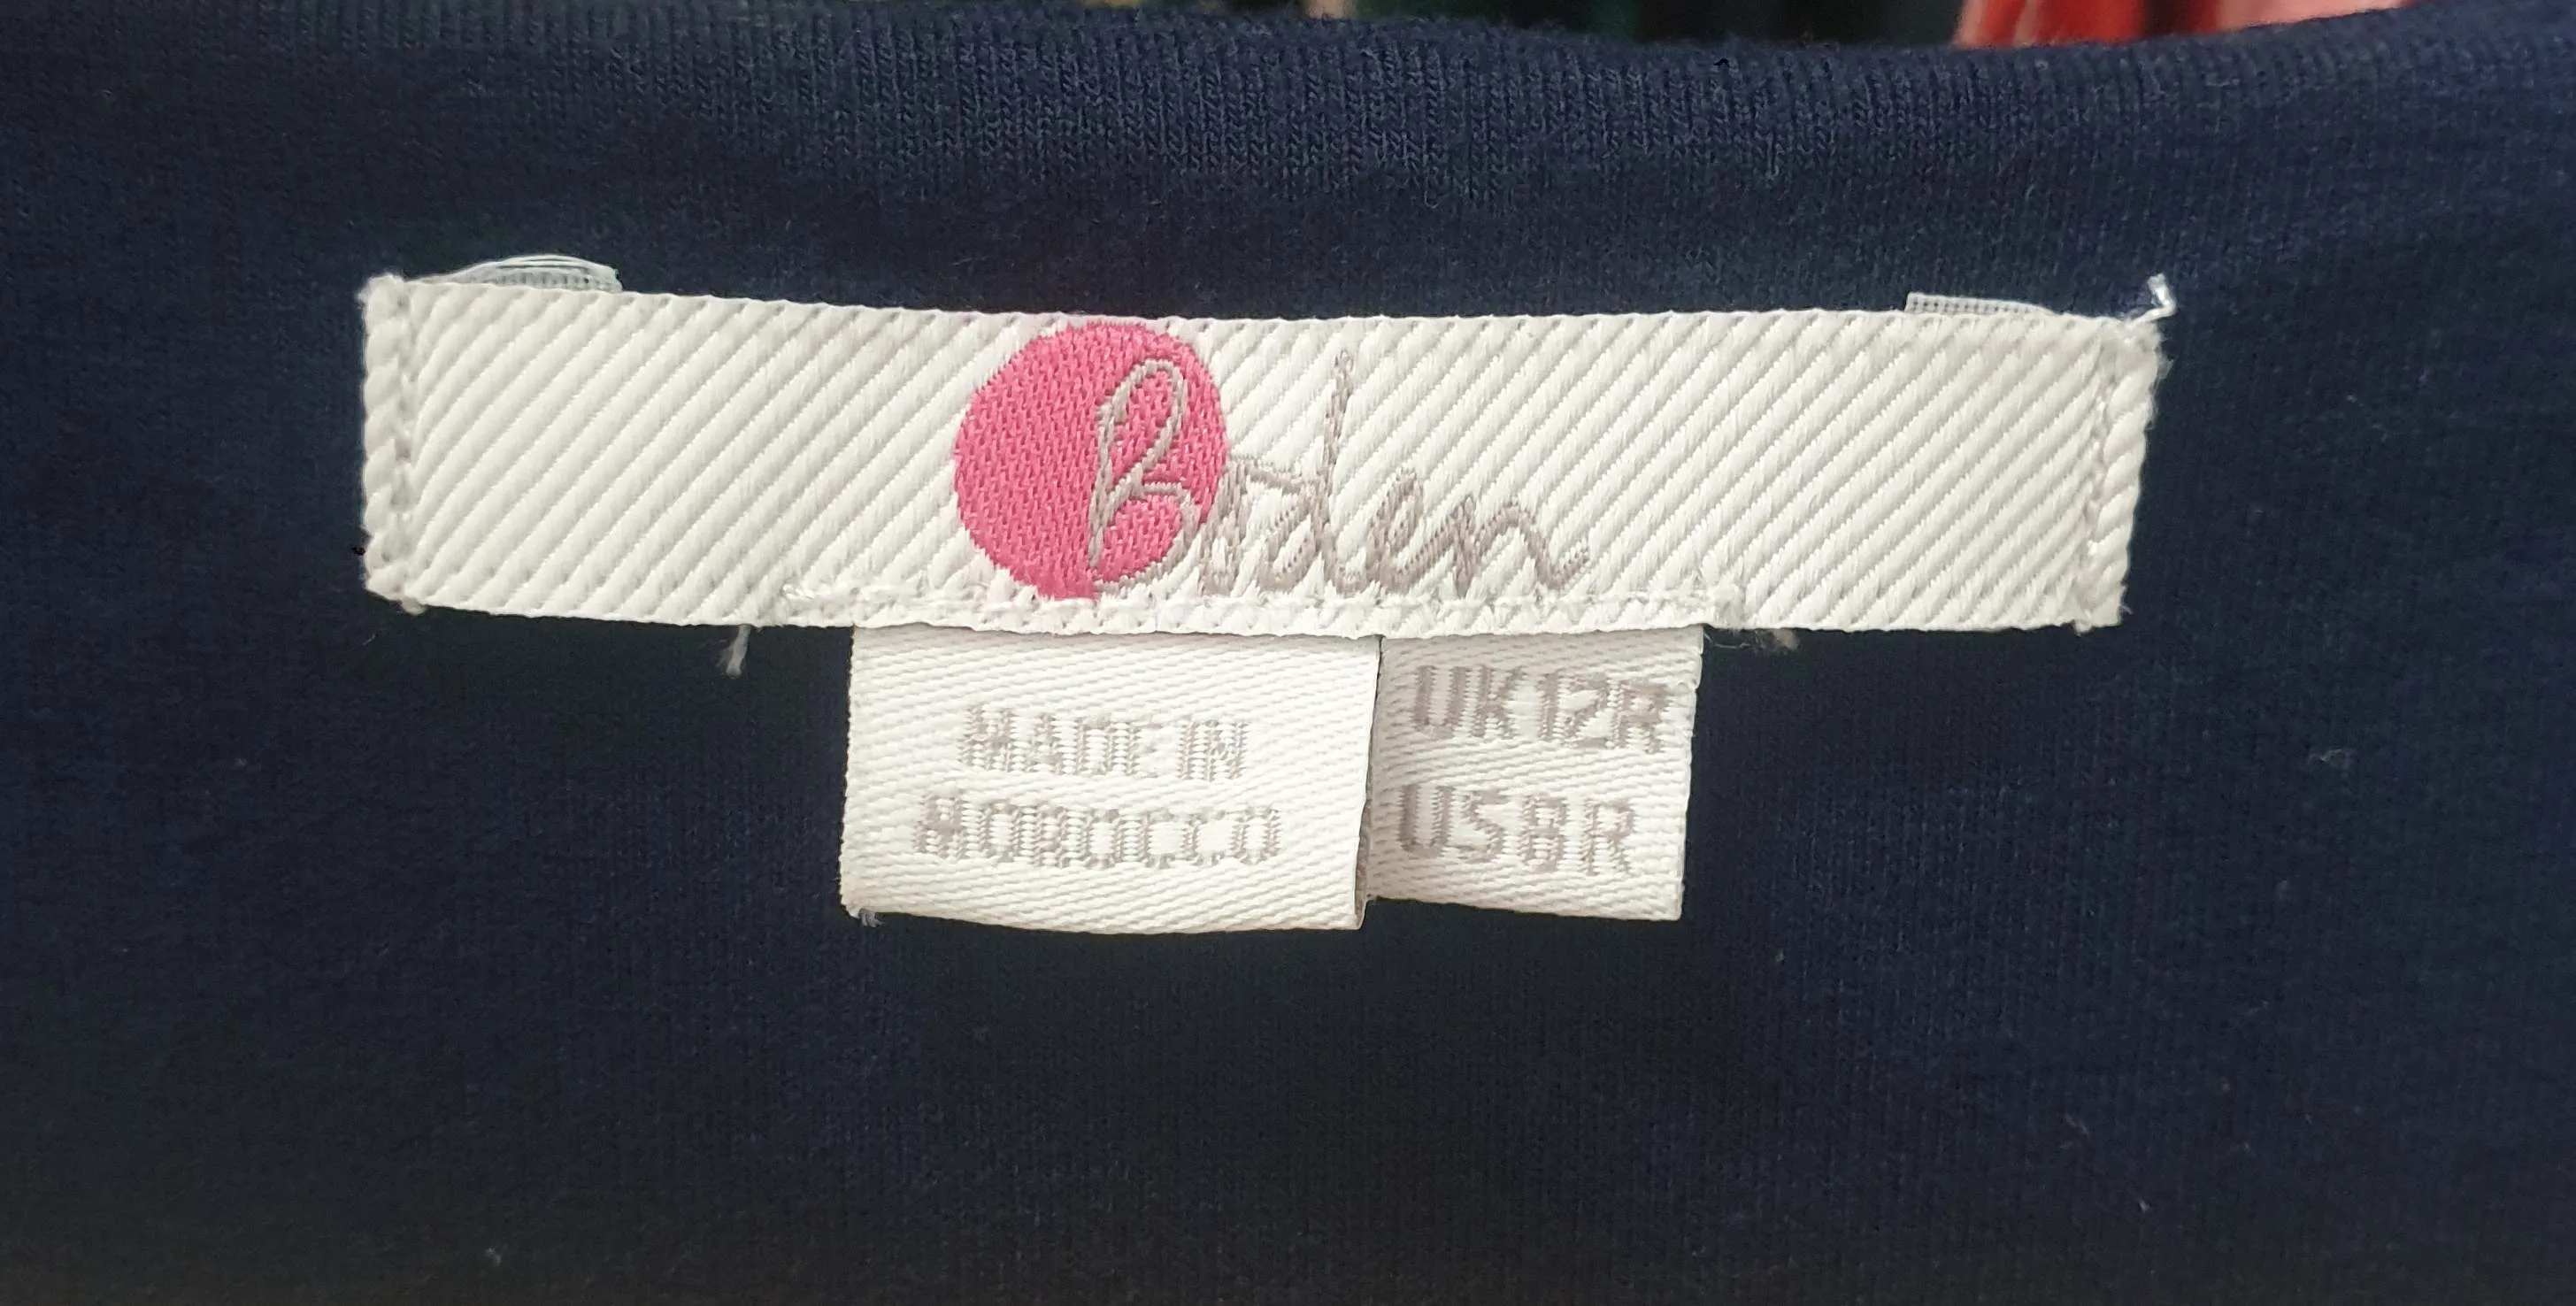 Boden
MADE IN
MOROCCO
UK12R
US8R